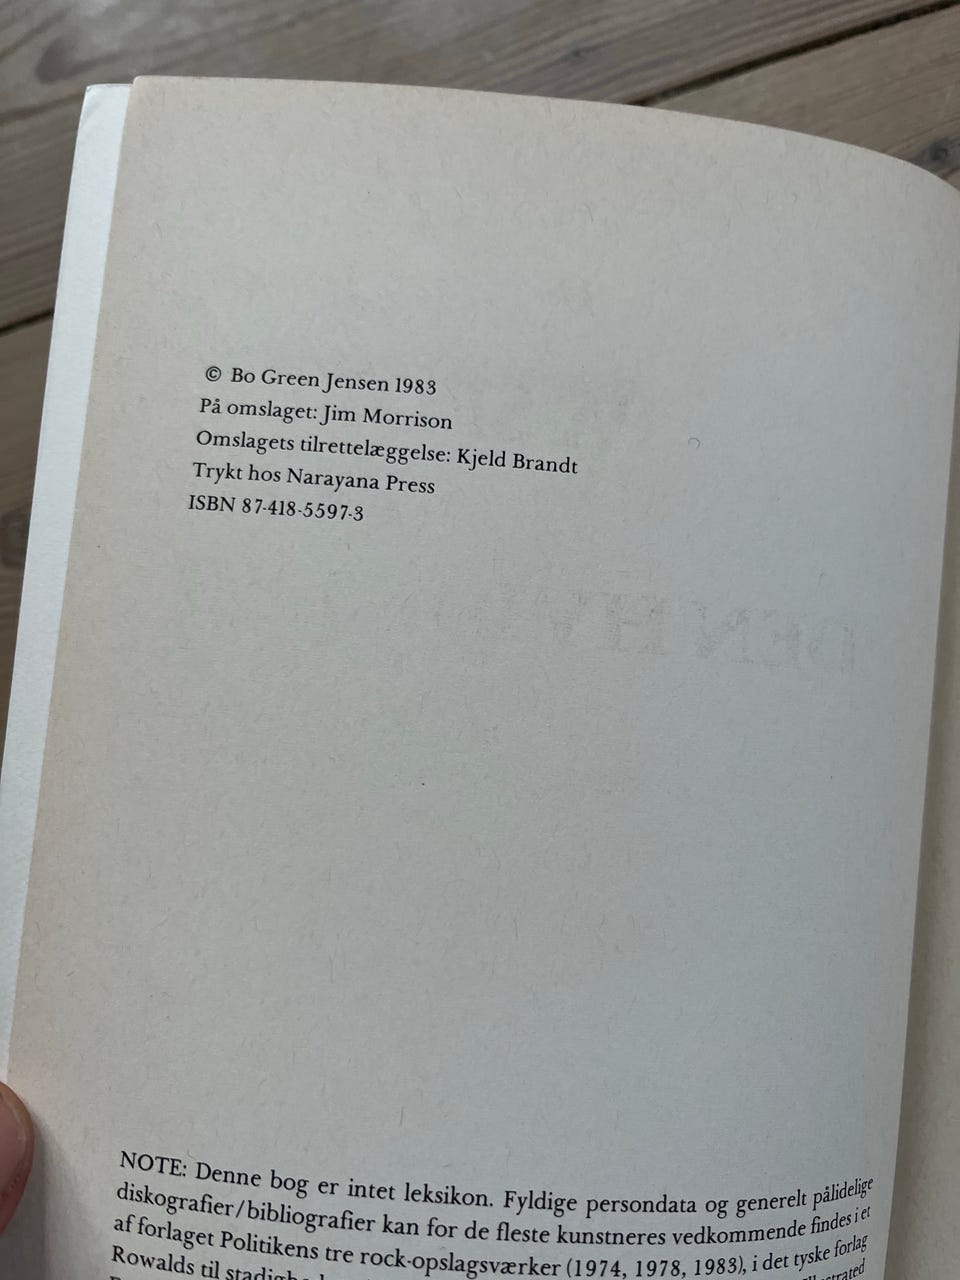 © Bo Green Jensen 1983
På omslaget: Jim Morrison
Omslagets tilrettelæggelse: Kjeld Brandt
Trykt hos Narayana Press
ISBN 87-418-5597-3
NOTE: Denne bog er intet leksikon. Fyldige persondata og generelt pålidelige
diskografier/bibliografier kan for de fleste kunstneres vedkommende findes i et
af forlaget Politikens tre rock-opslagsværker (1974, 1978, 1983), i det tyske forlag
Rowalds til